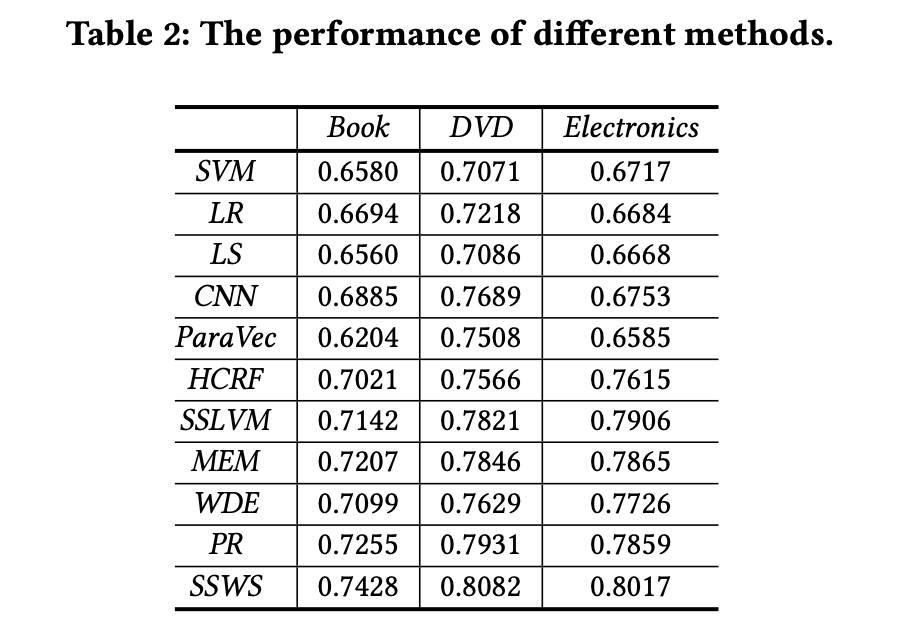 Table 2: The performance of different methods.
Book DVD Electronics
SVM 0.6580 0.7071 0.6717
LR 0.6694 0.7218 0.6684
LS 0.6560 0.7086 0.6668
CNN 0.6885 0.7689 0.6753
ParaVec 0.6204 0.7508 0.6585
HCRF 0.7021 0.7566 0.7615
SSLVM 0.7142 0.7821 0.7906
MEM 0.7207 0.7846 0.7865
WDE 0.7099 0.7629 0.7726
PR 0.7255 0.7931 0.7859
SSWS 0.7428 0.8082 0.8017